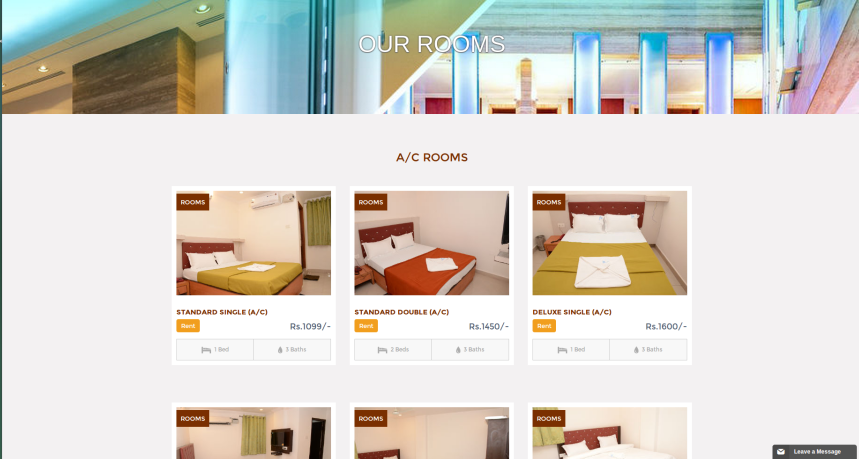 OUR ROOMS
A/C ROOMS
ROOMS
ROOMS
ROOMS
STANDARD SINGLE (A/C)
Rent Rs.1099/-
1 Bed 3 Baths
STANDARD DOUBLE (A/C)
Rent Rs.1450/-
2 Beds 3 Baths
DELUXE SINGLE (A/C)
Rent Rs.1600/-
1 Bed 3 Baths
ROOMS
ROOMS
ROOMS
Leave a Message